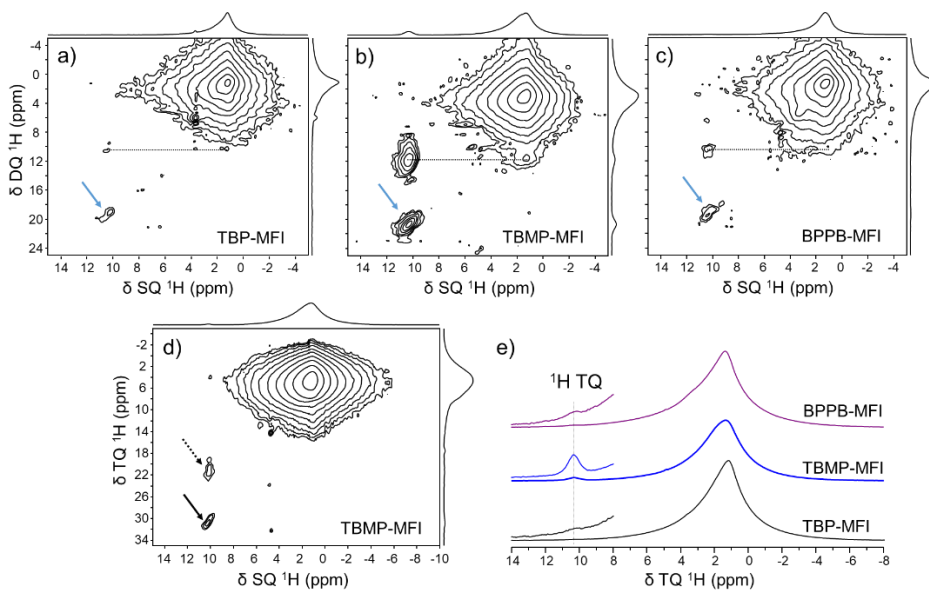 a)
b)
c)
-4
0
4
8
12
16
20
24
δ DQ ¹H (ppm)
TBP-MFI
14 12 10 8 6 4 2 0 -2 -4
δ SQ ¹H (ppm)
-4
0
4
8
12
16
20
24
TBMP-MFI
14 12 10 8 6 4 2 0 -2 -4
δ SQ ¹H (ppm)
-4
0
4
8
12
16
20
24
BPPB-MFI
14 12 10 8 6 4 2 0 -2 -4
δ SQ ¹H (ppm)
d)
-2
2
6
10
14
18
22
26
30
34
δ TQ ¹H (ppm)
TBMP-MFI
14 12 10 8 6 4 2 0 -2 -4 -6 -8 -10
δ SQ ¹H (ppm)
e)
¹H TQ
BPPB-MFI
TBMP-MFI
TBP-MFI
14 12 10 8 6 4 2 0 -2 -4 -6 -8
δ TQ ¹H (ppm)